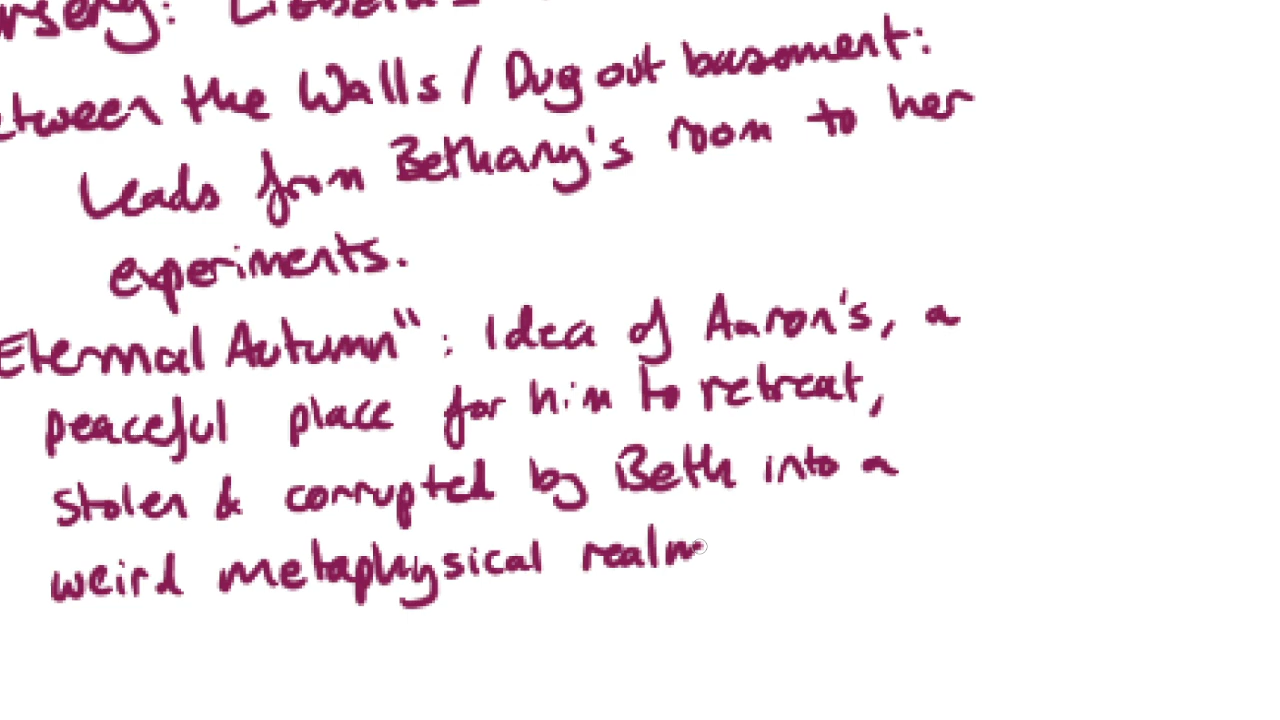 the Walls / Dug out basement:
Leads from Bethany's room to her
experiments.
Eternal Autumn" : Idea of Aaron's, a
peaceful place for him to retreat,
stolen & corrupted by Beth into a
weird metaphysical realm